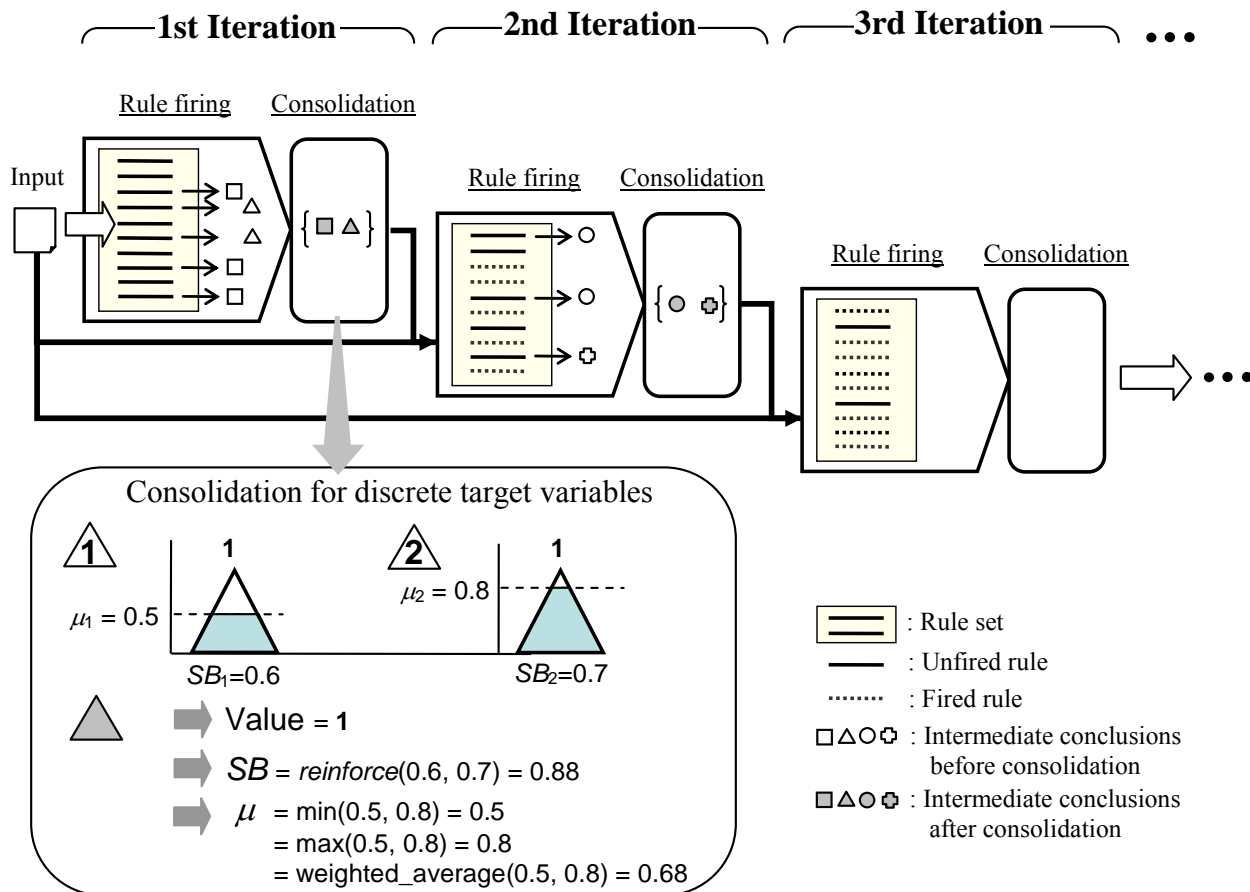 1st Iteration
2nd Iteration
3rd Iteration
•••
Rule firing
Consolidation
Input
Rule firing
Consolidation
Rule firing
Consolidation
{ }
{ }
•••
Consolidation for discrete target variables
1
1
μ1 = 0.5
SB1=0.6
2
1
μ2 = 0.8
SB2=0.7
Value = 1
SB = reinforce(0.6, 0.7) = 0.88
μ = min(0.5, 0.8) = 0.5
= max(0.5, 0.8) = 0.8
= weighted_average(0.5, 0.8) = 0.68
: Rule set
: Unfired rule
: Fired rule
: Intermediate conclusions
before consolidation
: Intermediate conclusions
after consolidation